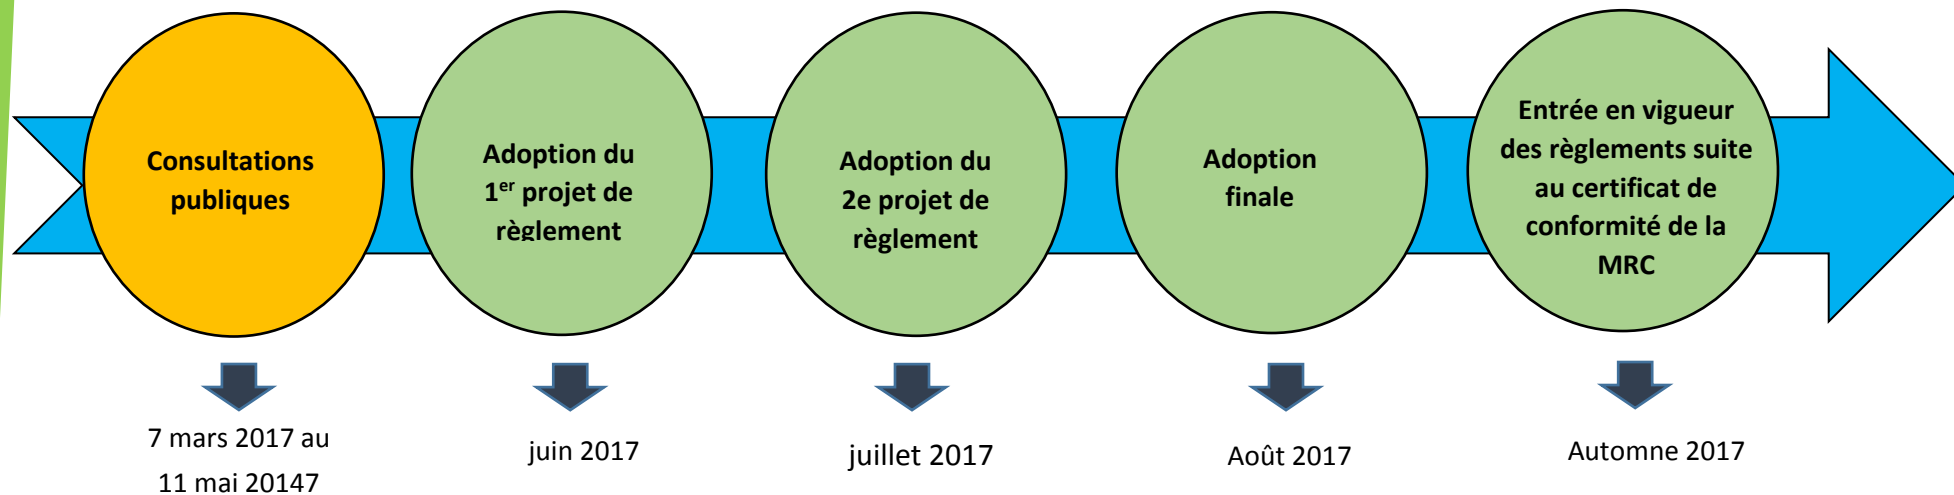 Consultations
publiques
Adoption du
1er projet de
règlement
Adoption du
2e projet de
règlement
Adoption
finale
Entrée en vigueur
des règlements suite
au certificat de
conformité de la
MRC
7 mars 2017 au
11 mai 20147
juin 2017
juillet 2017
Août 2017
Automne 2017